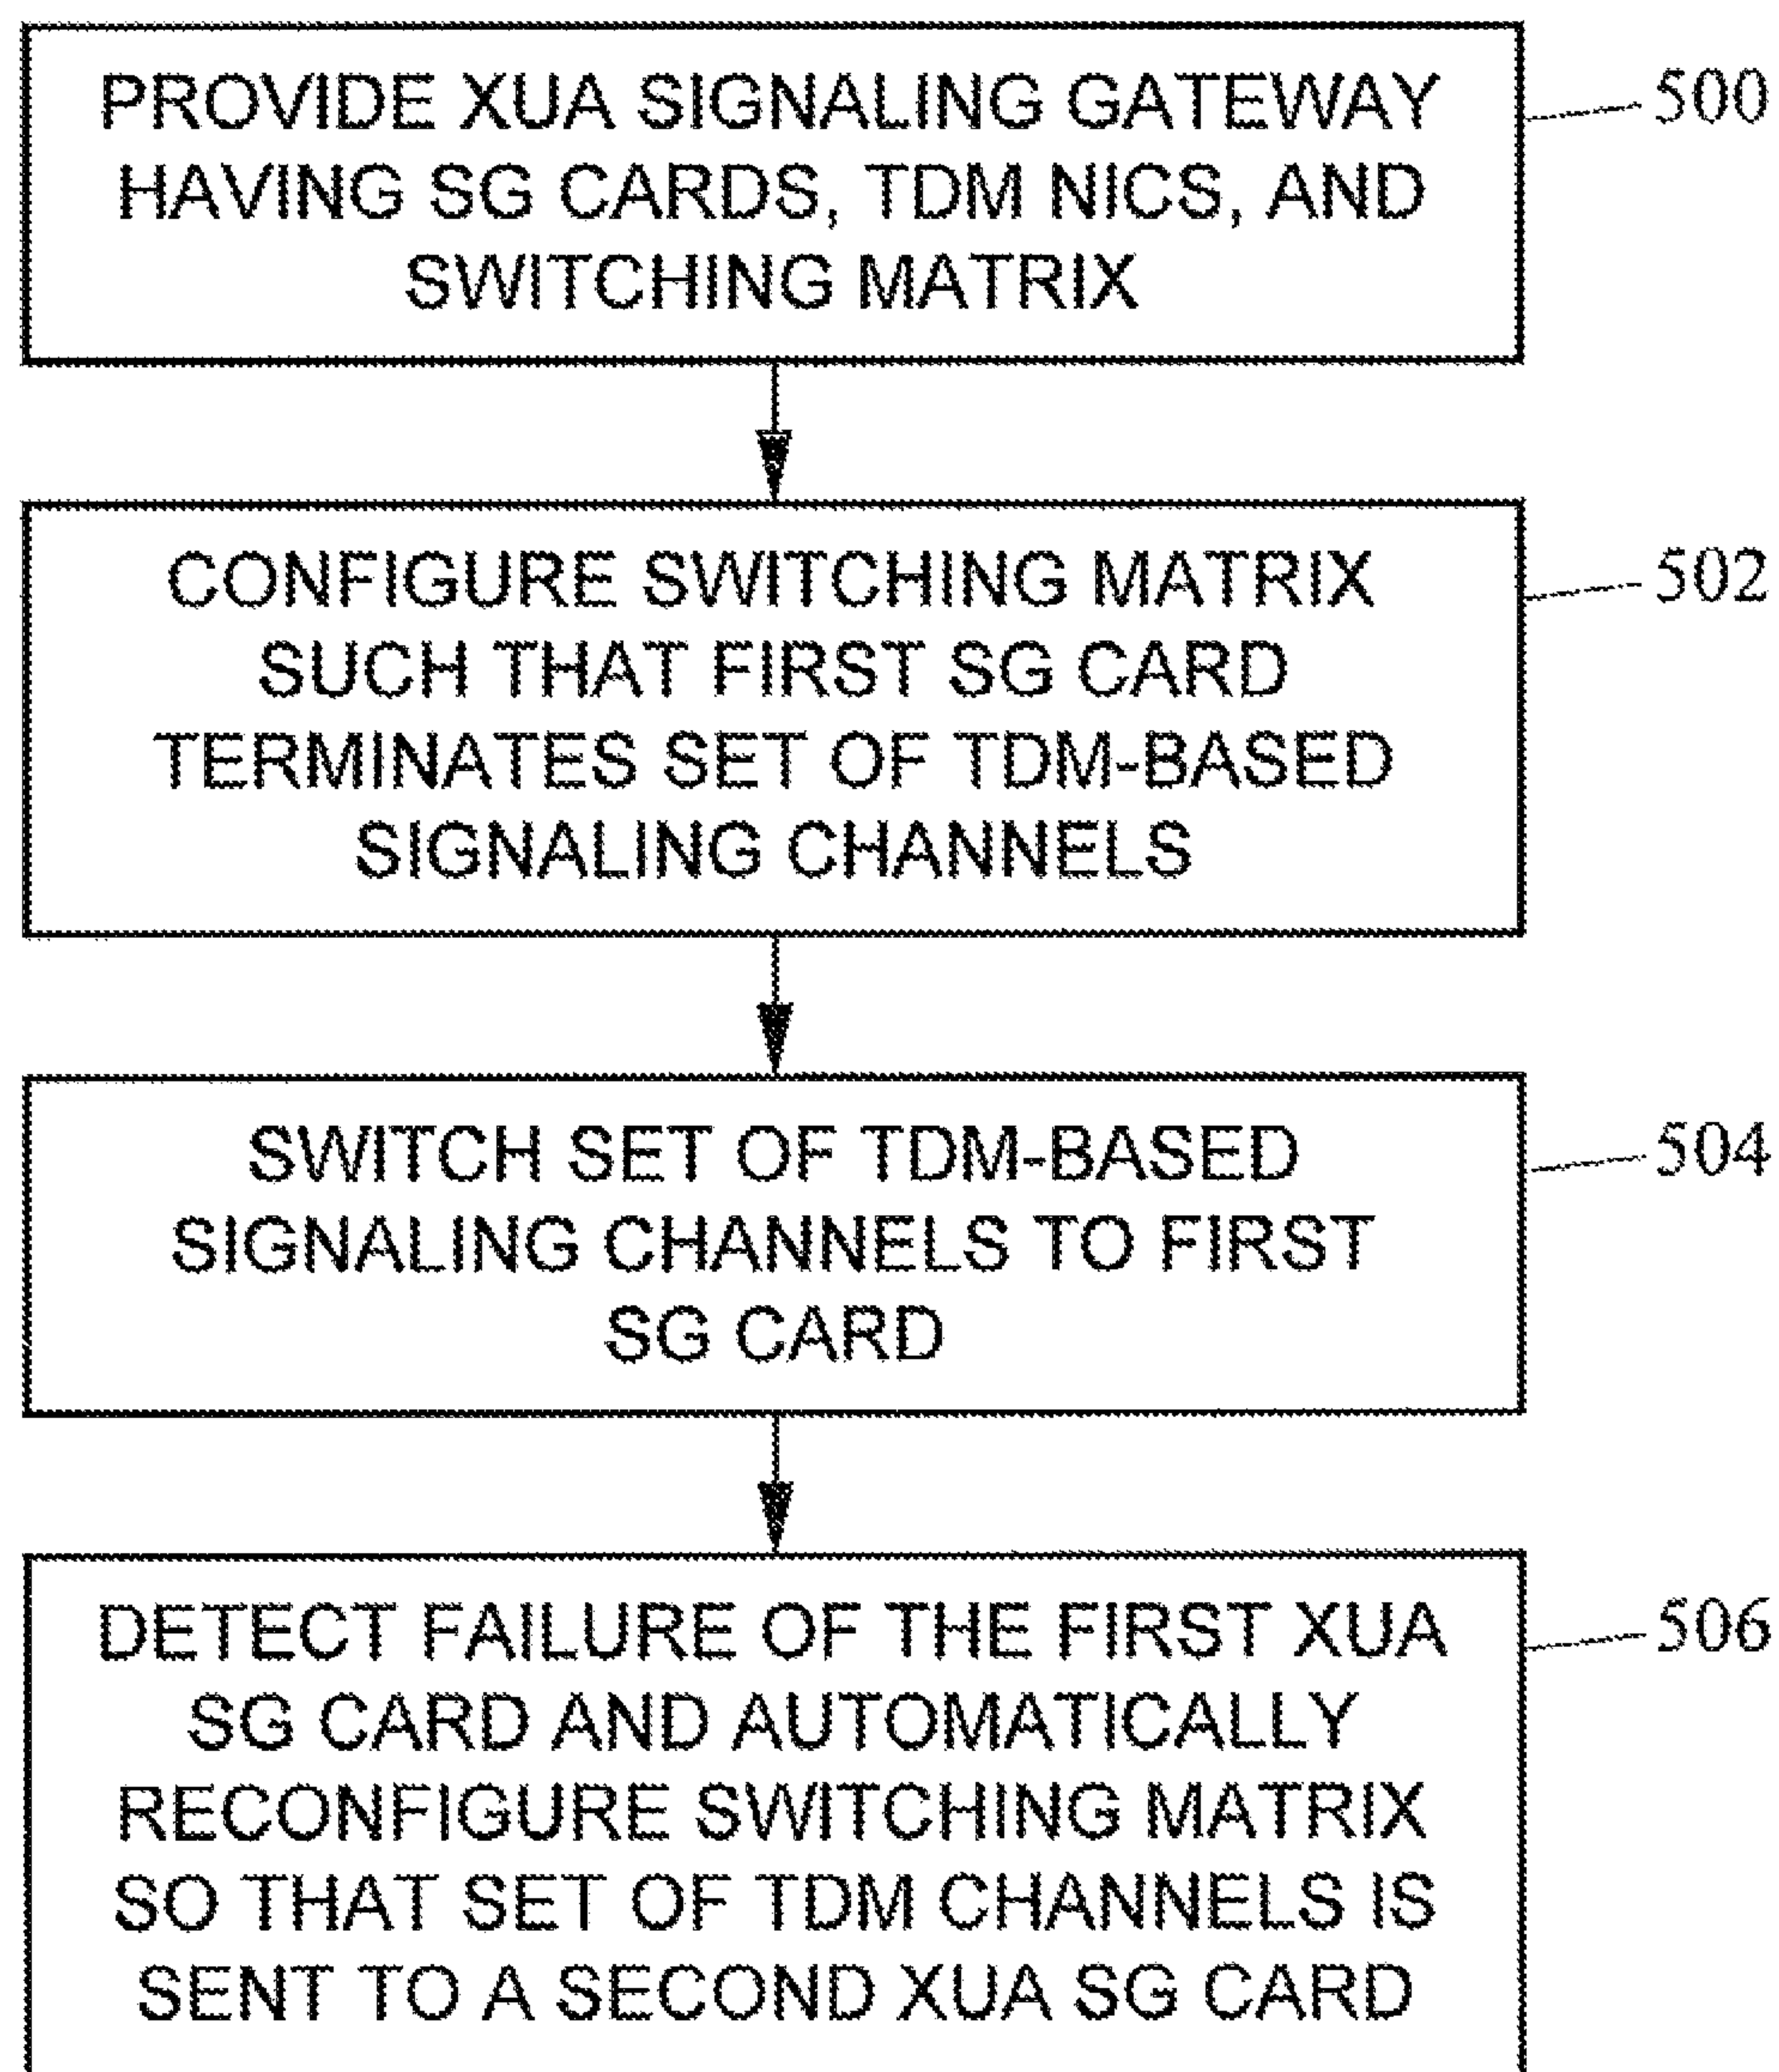 PROVIDE XUA SIGNALING GATEWAY
HAVING SG CARDS, TDM NICS, AND
SWITCHING MATRIX
500
CONFIGURE SWITCHING MATRIX
SUCH THAT FIRST SG CARD
TERMINATES SET OF TDM-BASED
SIGNALING CHANNELS
502
SWITCH SET OF TDM-BASED
SIGNALING CHANNELS TO FIRST
SG CARD
504
DETECT FAILURE OF THE FIRST XUA
SG CARD AND AUTOMATICALLY
RECONFIGURE SWITCHING MATRIX
SO THAT SET OF TDM CHANNELS IS
SENT TO A SECOND XUA SG CARD
506